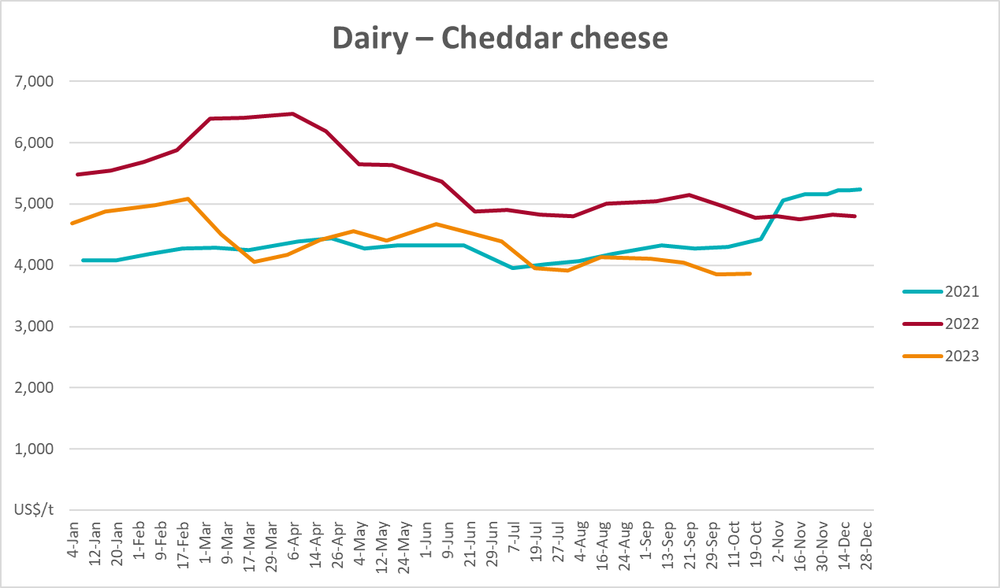 Dairy – Cheddar cheese
7,000
6,000
5,000
4,000
3,000
2,000
1,000
US$/t
4-Jan
12-Jan
20-Jan
1-Feb
9-Feb
17-Feb
1-Mar
9-Mar
17-Mar
29-Mar
6-Apr
14-Apr
26-Apr
4-May
12-May
24-May
1-Jun
9-Jun
21-Jun
29-Jun
7-Jul
19-Jul
27-Jul
4-Aug
16-Aug
24-Aug
1-Sep
13-Sep
21-Sep
29-Sep
11-Oct
19-Oct
2-Nov
16-Nov
30-Nov
14-Dec
28-Dec
2021
2022
2023